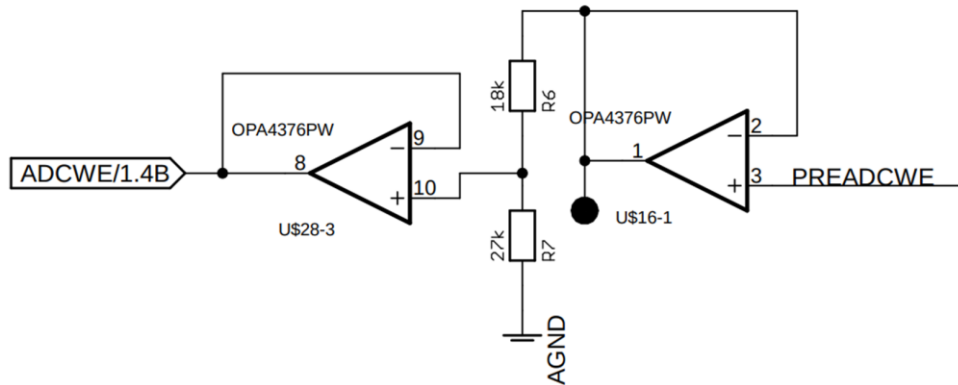 18k
R6
OPA4376PW
OPA4376PW
9
2
8
1
ADCWE/1.4B
10
3
PREADCWE
U$28-3
U$16-1
27k
R7
AGND